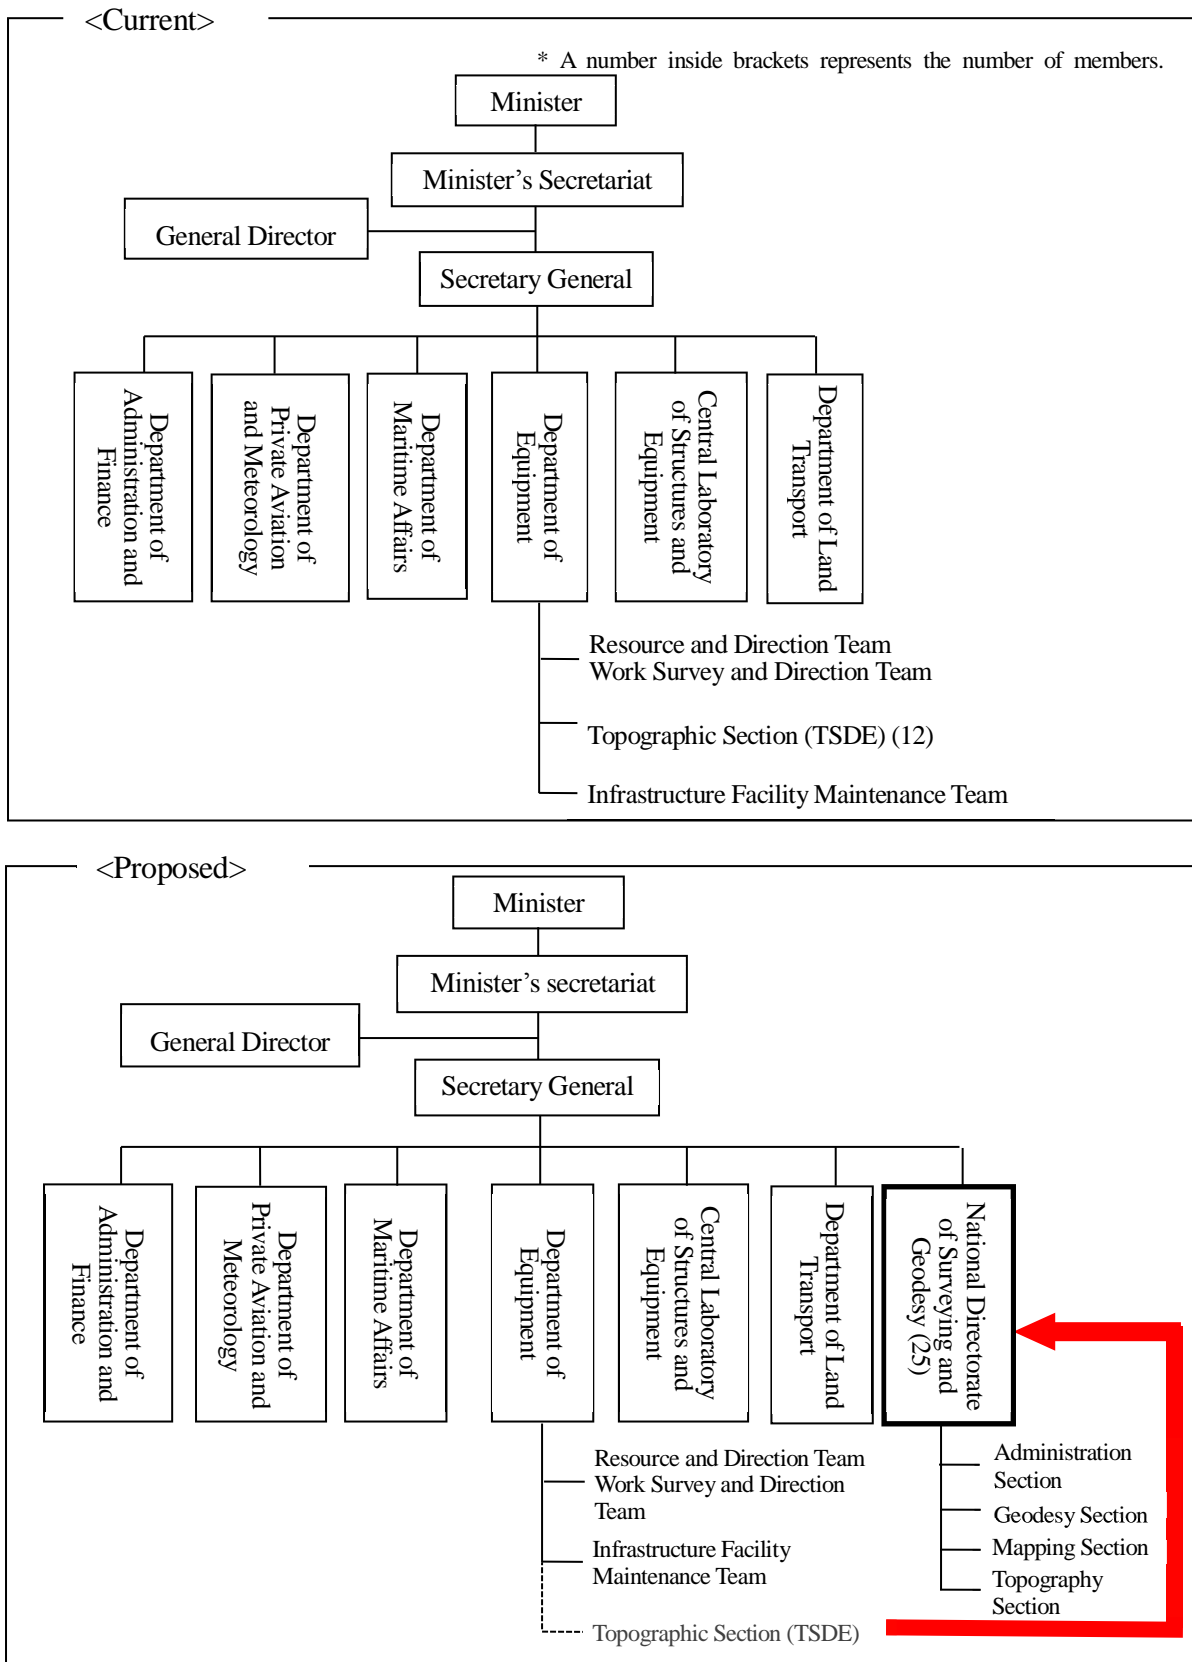 <Current>
* A number inside brackets represents the number of members.
Minister
Minister's Secretariat
General Director
Secretary General
Department of
Administration and
Finance
Department of
Private Aviation
and Meteorology
Department of
Maritime Affairs
Department of
Equipment
Central Laboratory
of Structures and
Equipment
Department of Land
Transport
Resource and Direction Team
Work Survey and Direction Team
Topographic Section (TSDE) (12)
Infrastructure Facility Maintenance Team
<Proposed>
Minister
Minister's secretariat
General Director
Secretary General
Department of
Administration and
Finance
Department of
Private Aviation and
Meteorology
Department of
Maritime Affairs
Department of
Equipment
Central Laboratory
of Structures and
Equipment
Department of Land
Transport
National Directorate
of Surveying and
Geodesy (25)
Resource and Direction Team
Work Survey and Direction
Team
Infrastructure Facility
Maintenance Team
Topographic Section (TSDE)
Administration
Section
Geodesy Section
Mapping Section
Topography
Section